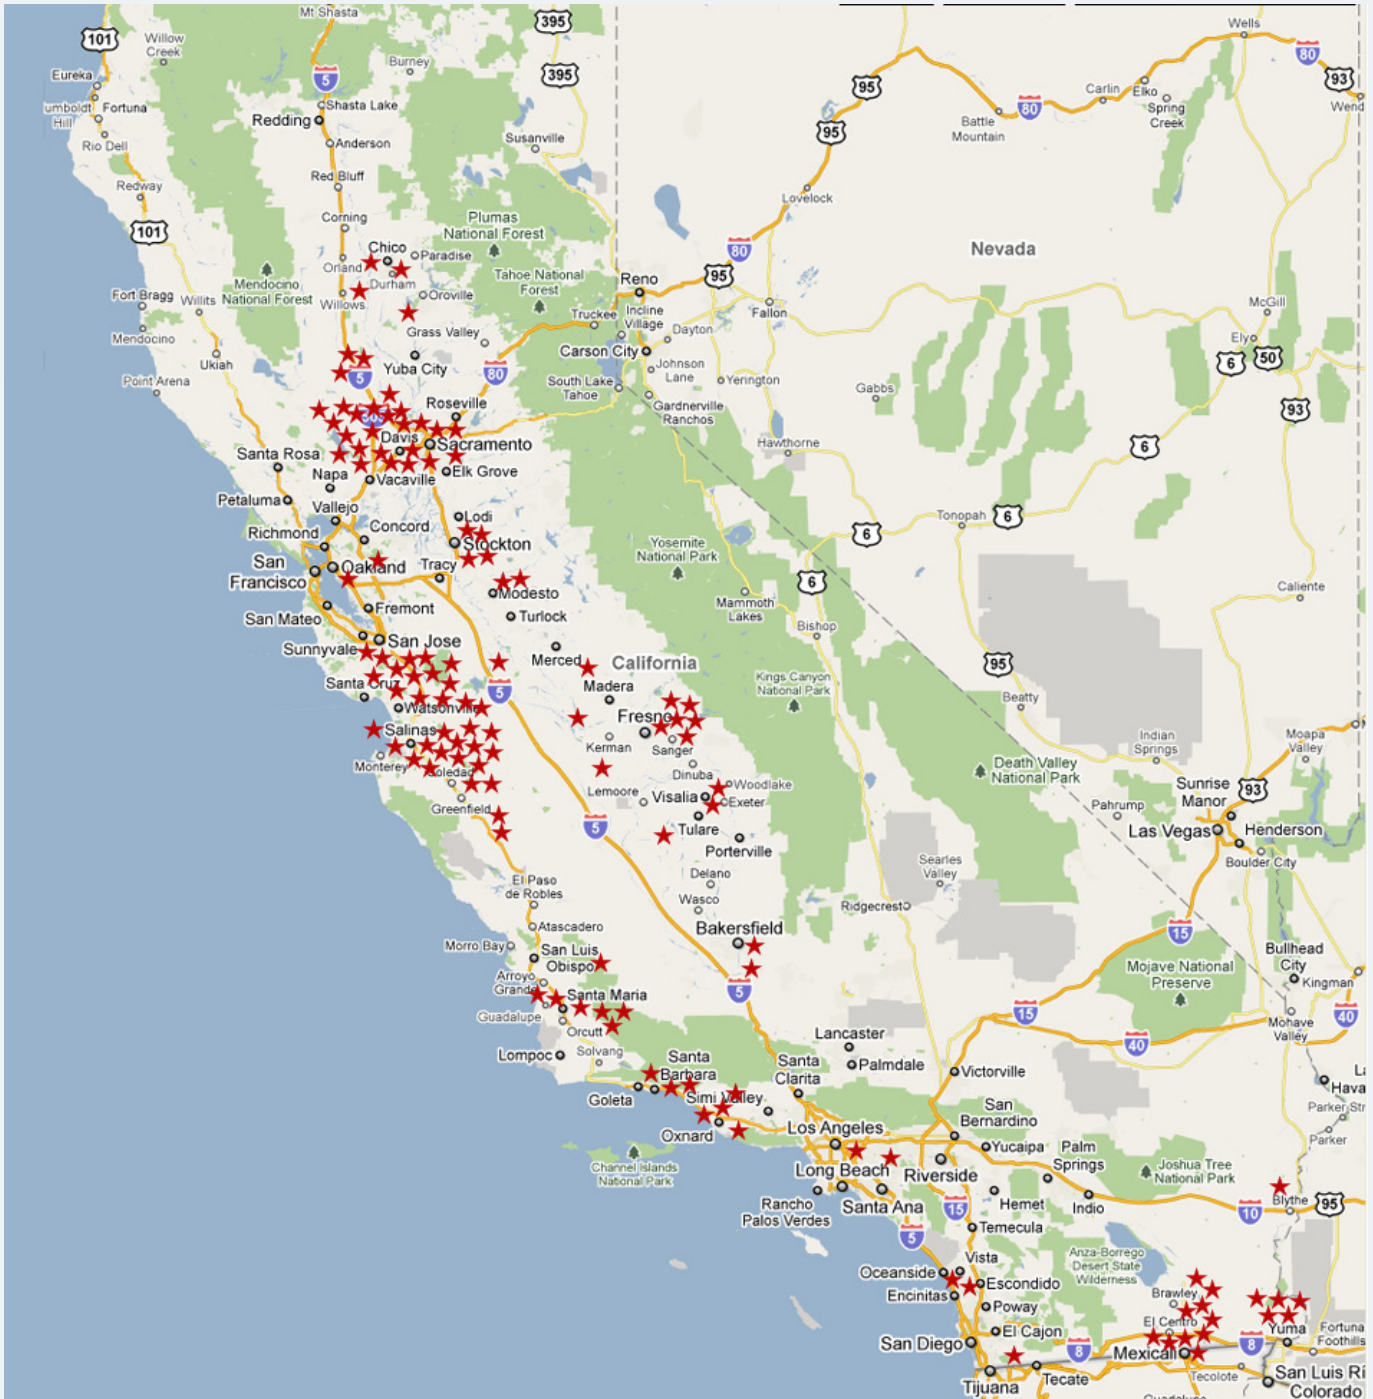 Mt Shasta
395
Wells
101
Willow
Creek
80
Burney
5
395
93
Eureka
95
Carlin
Elko
Spring
Creek
Fortuna
Hill
Shasta Lake
Redding
80
Battle
Mountain
95
Rio Dell
Anderson
Susanville
Red Bluff
Redway
Lovelock
Corning
Plumas
National Forest
101
Chico
Paradise
80
Nevada
Orland
Durham
Mendocino
National Forest
Tahoe National
Forest
95
Reno
Fort Bragg
Willits
Willows
Oroville
McGill
Mendocino
Truckee
Incline
Village
Fallon
Grass Valley
Dayton
Ely
Ukiah
Yuba City
Carson City
6
50
Point Arena
5
80
Johnson
Lane
South Lake
Tahoe
Yerington
Gabbs
Roseville
Gardnerville
Ranchos
93
Davis
Sacramento
Hawthorne
6
Santa Rosa
Napa
Vacaville
Elk Grove
Petaluma
Vallejo
Lodi
Tonopah
6
Richmond
Concord
Stockton
6
Yosemite
National Park
San
Francisco
Oakland
Tracy
6
Modesto
Mammoth
Lakes
Caliente
Fremont
San Mateo
Turlock
Bishop
San Jose
Sunnyvale
Merced
California
95
Santa Cruz
5
Madera
Kings Canyon
National Park
Beatty
Watsonville
Fresno
Salinas
Kerman
Sanger
Indian
Springs
Moapa
Valley
Monterey
Soledad
Dinuba
Death Valley
National Park
Woodlake
Sunrise
Manor
93
Greenfield
Lemoore
Visalia
Exeter
Pahrump
5
Tulare
Las Vegas
Henderson
Porterville
Boulder City
El Paso
de Robles
Delano
Searles
Valley
Wasco
Ridgecrest
Atascadero
Bakersfield
15
Morro Bay
San Luis
Obispo
Bullhead
City
Arroyo
Grande
Mojave National
Preserve
Kingman
Santa Maria
5
Guadalupe
15
40
Orcutt
Mohave
Valley
Lancaster
40
Lompoc
Solvang
Santa
Barbara
Santa
Clarita
Palmdale
Victorville
Goleta
Simi Valley
San
Bernardino
Parker
Oxnard
Los Angeles
Yucaipa
Palm
Springs
Channel Islands
National Park
Long Beach
Riverside
Joshua Tree
National Park
Rancho
Palos Verdes
Santa Ana
Hemet
Indio
Blythe
95
15
10
5
Temecula
Vista
Anza-Borrego
Desert State
Wilderness
Oceanside
Escondido
Encinitas
Brawley
Poway
El Centro
El Cajon
Yuma
Fortuna
Foothills
San Diego
8
Mexicali
8
Tecate
Tecolote
San Luis Rí
Colorado
Tijuana